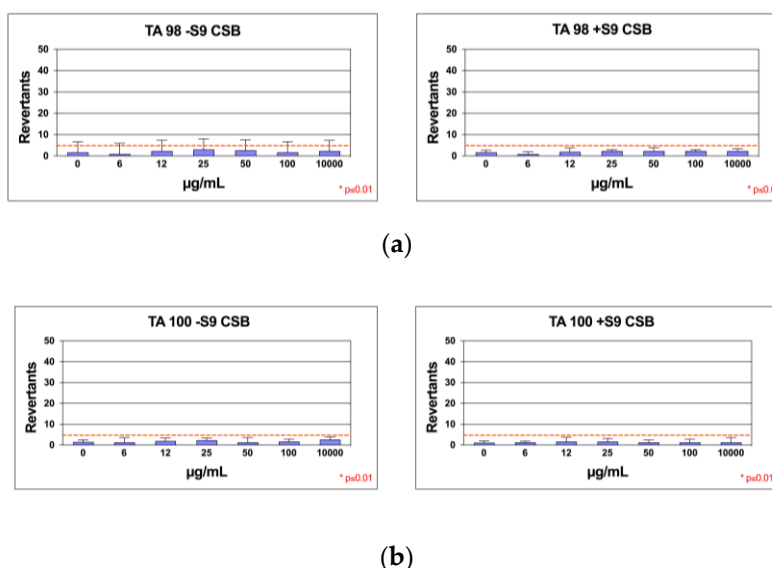 TA 98 -S9 CSB
50
40
30
20
10
0
Revertants
0 6 12 25 50 100 10000
µg/mL
* p≤0.01
TA 98 +S9 CSB
50
40
30
20
10
0
Revertants
0 6 12 25 50 100 10000
µg/mL
* p≤0.0
(a)
TA 100 -S9 CSB
50
40
30
20
10
0
Revertants
0 6 12 25 50 100 10000
µg/mL
* p≤0.01
TA 100 +S9 CSB
50
40
30
20
10
0
Revertants
0 6 12 25 50 100 10000
µg/mL
* p≤0.01
(b)